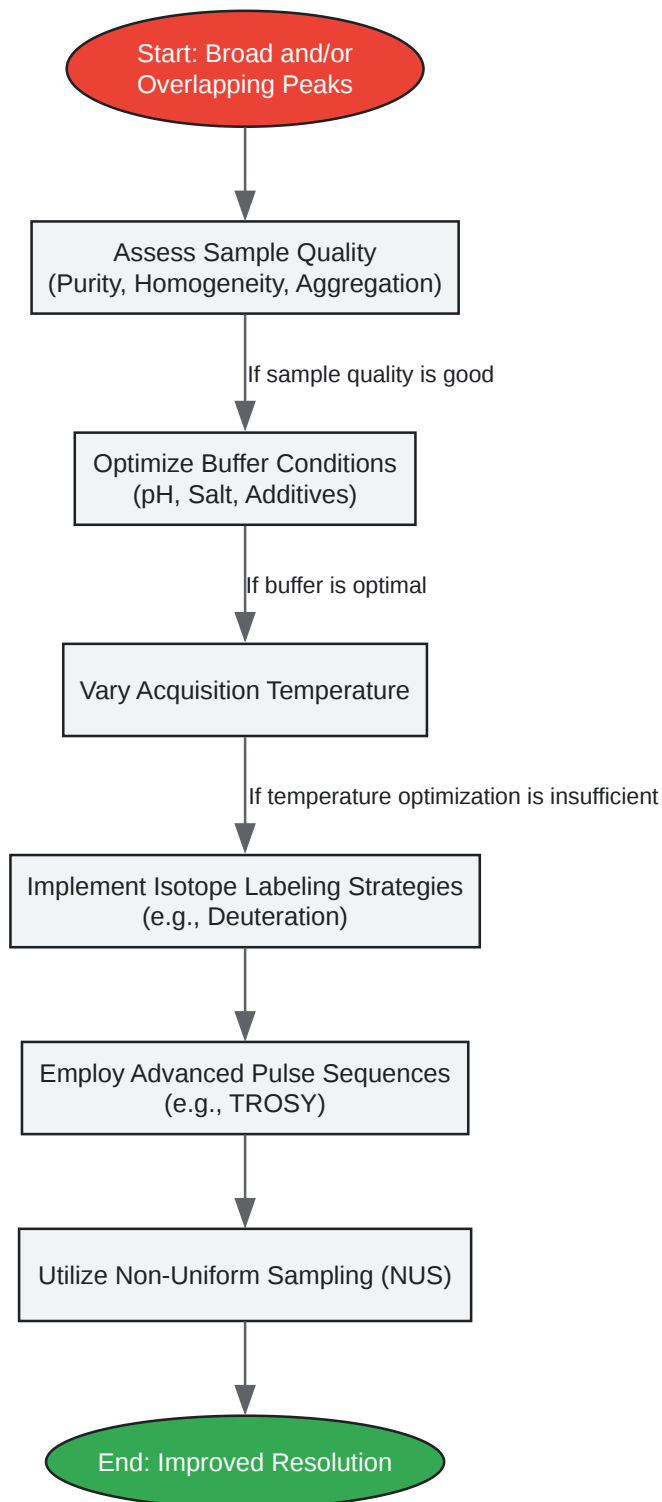 Start: Broad and/or
Overlapping Peaks
Assess Sample Quality
(Purity, Homogeneity, Aggregation)
If sample quality is good
Optimize Buffer Conditions
(pH, Salt, Additives)
If buffer is optimal
Vary Acquisition Temperature
If temperature optimization is insufficient
Implement Isotope Labeling Strategies
(e.g., Deuteration)
Employ Advanced Pulse Sequences
(e.g., TROSY)
Utilize Non-Uniform Sampling (NUS)
End: Improved Resolution